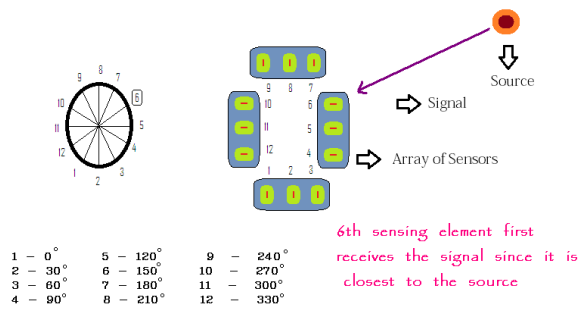 8
9 7
10 6
11 5
12 4
1 3
2
9 8 7
10 6
11 5
12 4
1 2 3
Source
Signal
Array of Sensors
6th sensing element first
receives the signal since it is
closest to the source
1 – 0°
2 – 30°
3 – 60°
4 – 90°
5 – 120°
6 – 150°
7 – 180°
8 – 210°
9 – 240°
10 – 270°
11 – 300°
12 – 330°